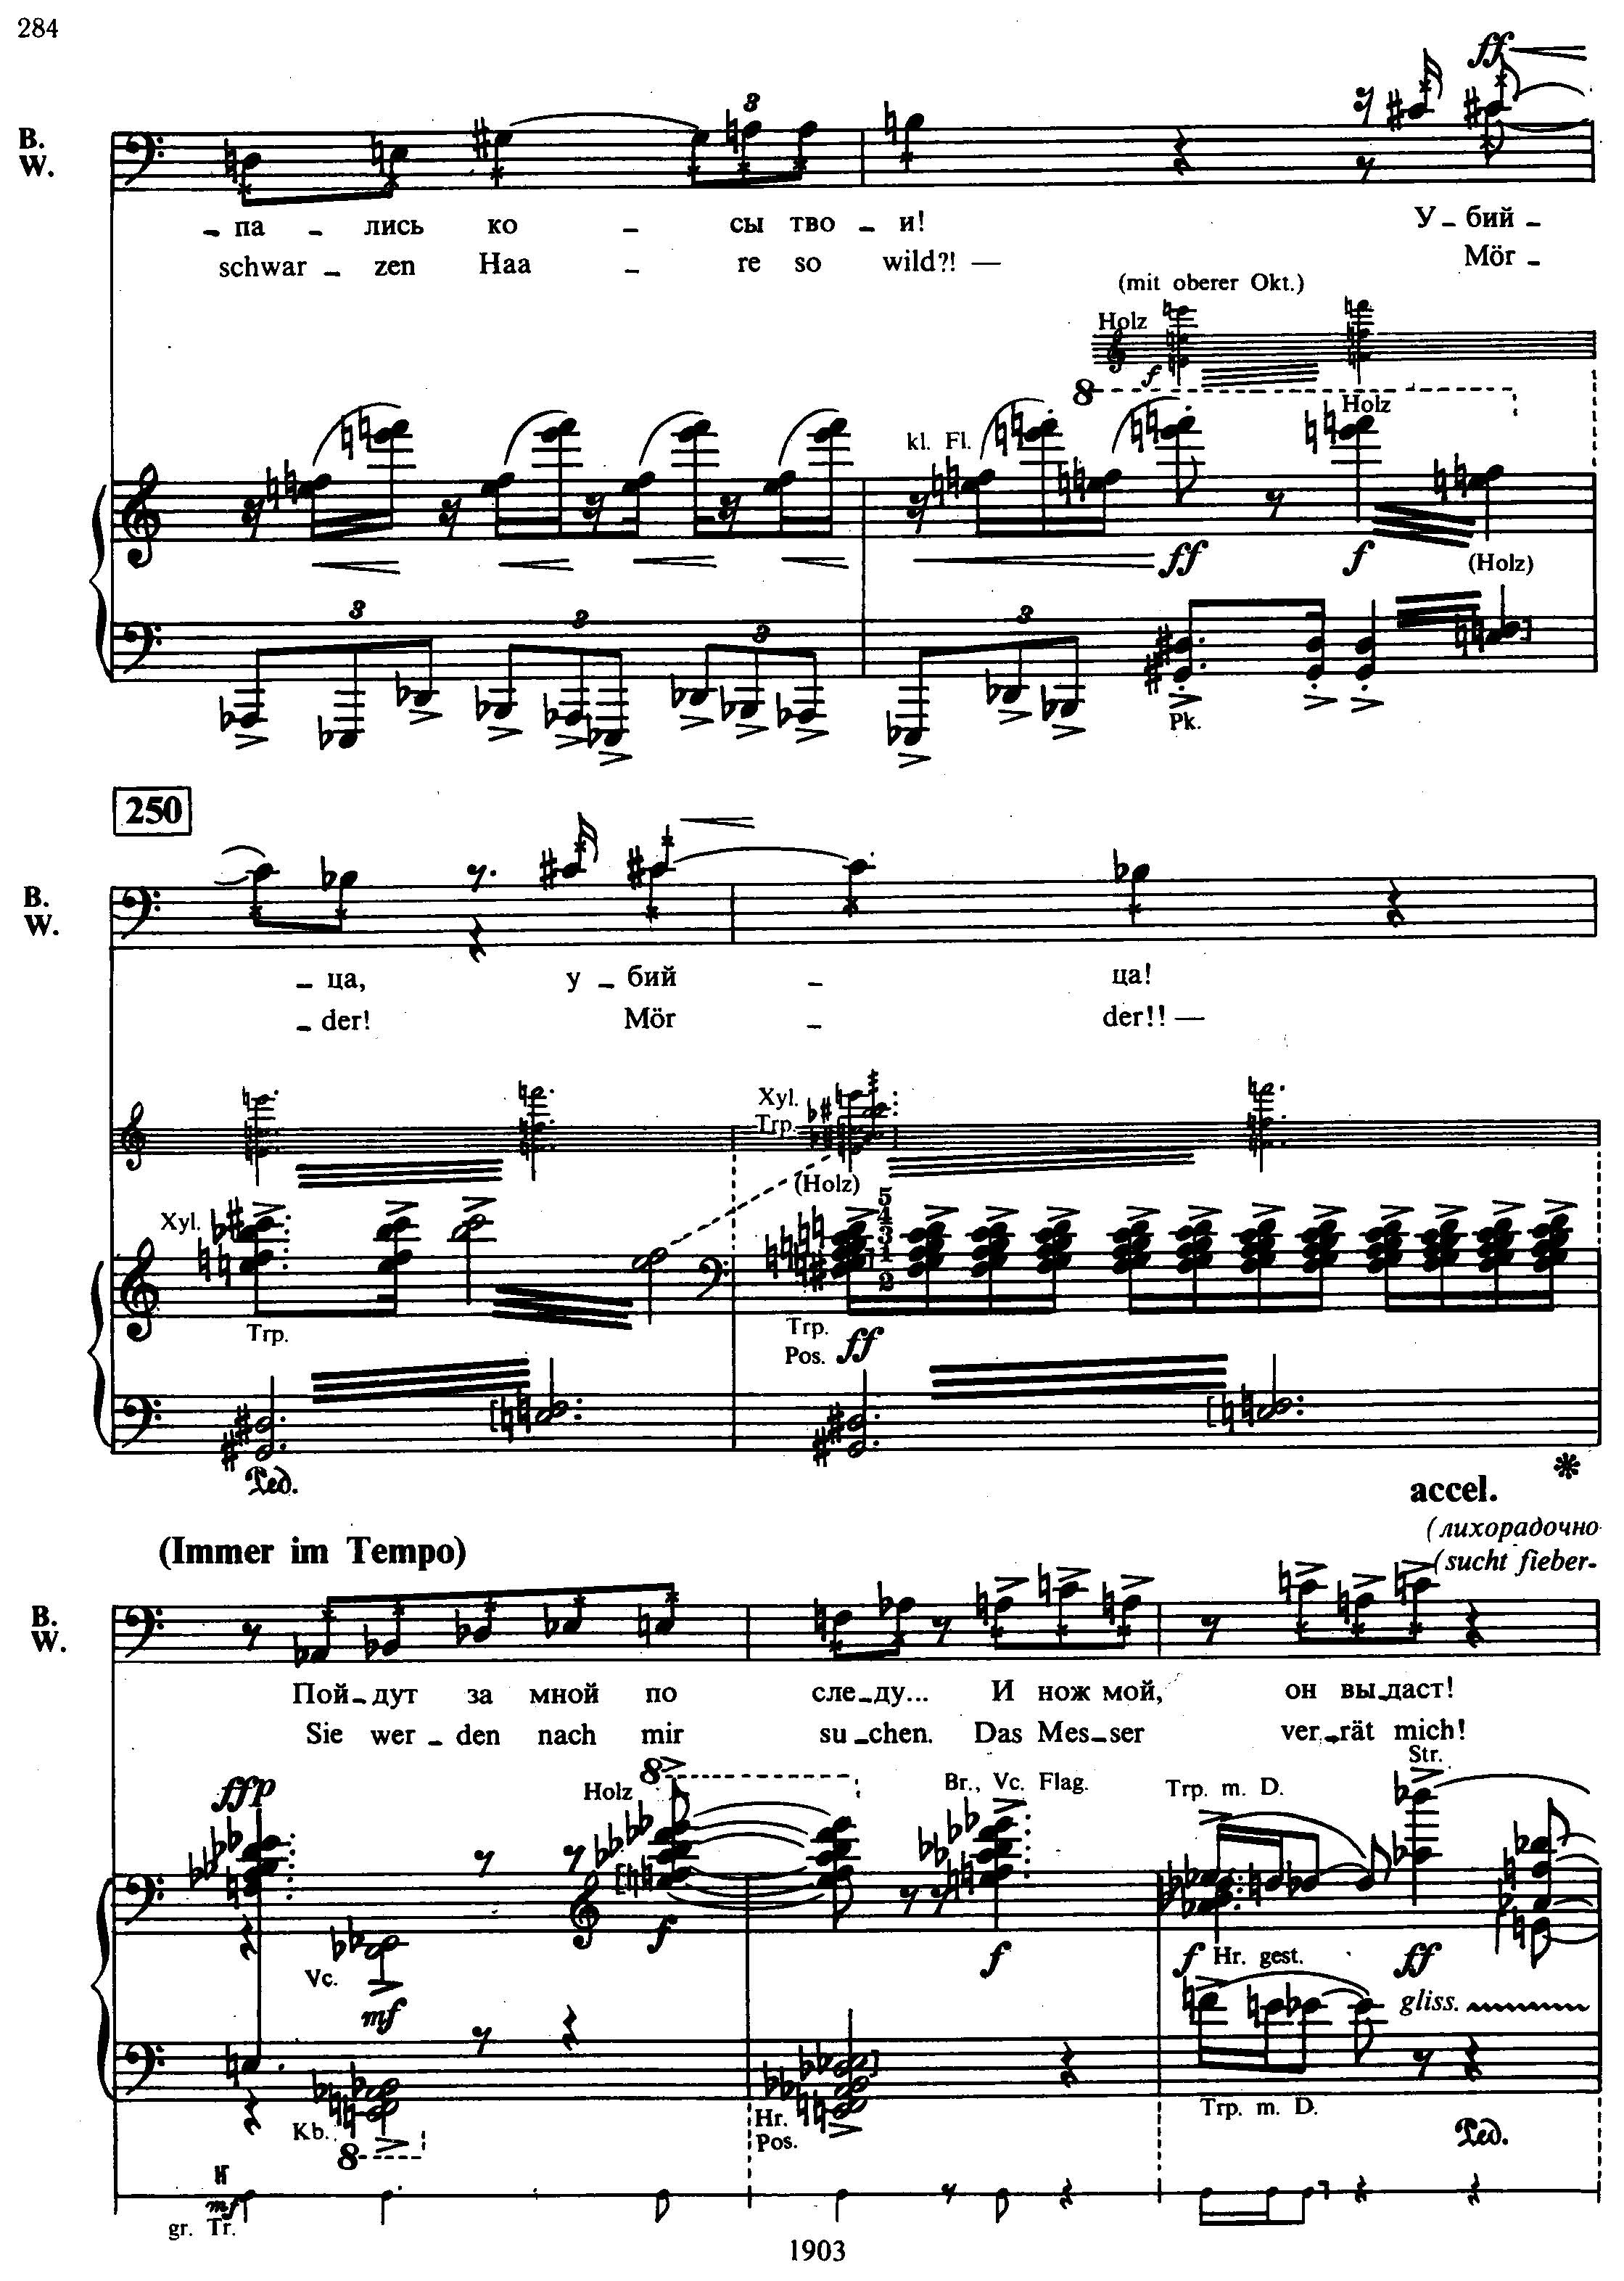 284
ff
3
B.
W.
- па - лись ко - сы тво - и! У - бий -
schwar - zen Haa - re so wild?! — Mör -
(mit oberer Okt.)
Holz
f
8
Holz
kl. Fl.
ff f (Holz)
3 3 3 3
Pk.
250
B.
W.
- ца, у - бий - ца!
- der! Mör - der!! —
Xyl.
Trp.
(Holz)
Xyl.
5
4
3
1
2
Trp.
Trp.
Pos. ff
Ped.
accel.
(лихорадочно
(Immer im Tempo)
(sucht fieber-
B.
W.
Пой - дут за мной по сле - ду... И нож мой, он вы - даст!
Sie wer - den nach mir su - chen. Das Mes - ser ver - rät mich!
ffp Holz 8 Br., Vc. Flag. Trp. m. D. Str.
Vc. f f f Hr. gest. ff
mf gliss.
Kb. Hr. Trp. m. D.
8 Pos. Ped.
mf
gr. Tr.
1903